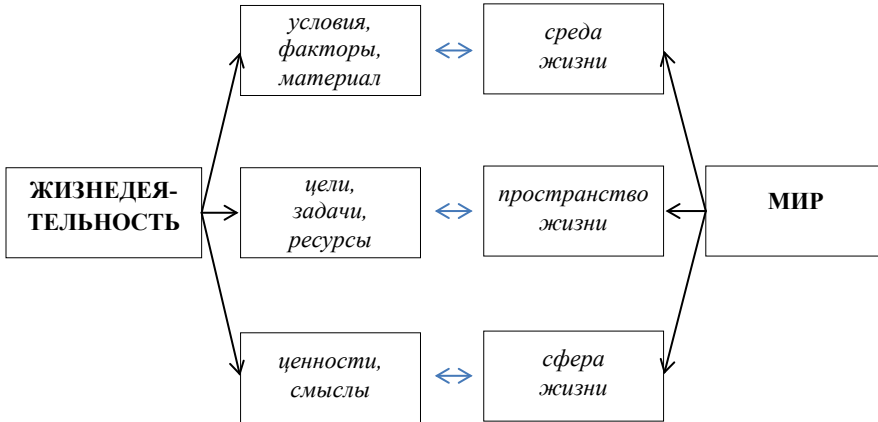 условия,
факторы,
материал
среда
жизни
ЖИЗНЕДЕЯ-
ТЕЛЬНОСТЬ
цели,
задачи,
ресурсы
пространство
жизни
МИР
ценности,
смыслы
сфера
жизни